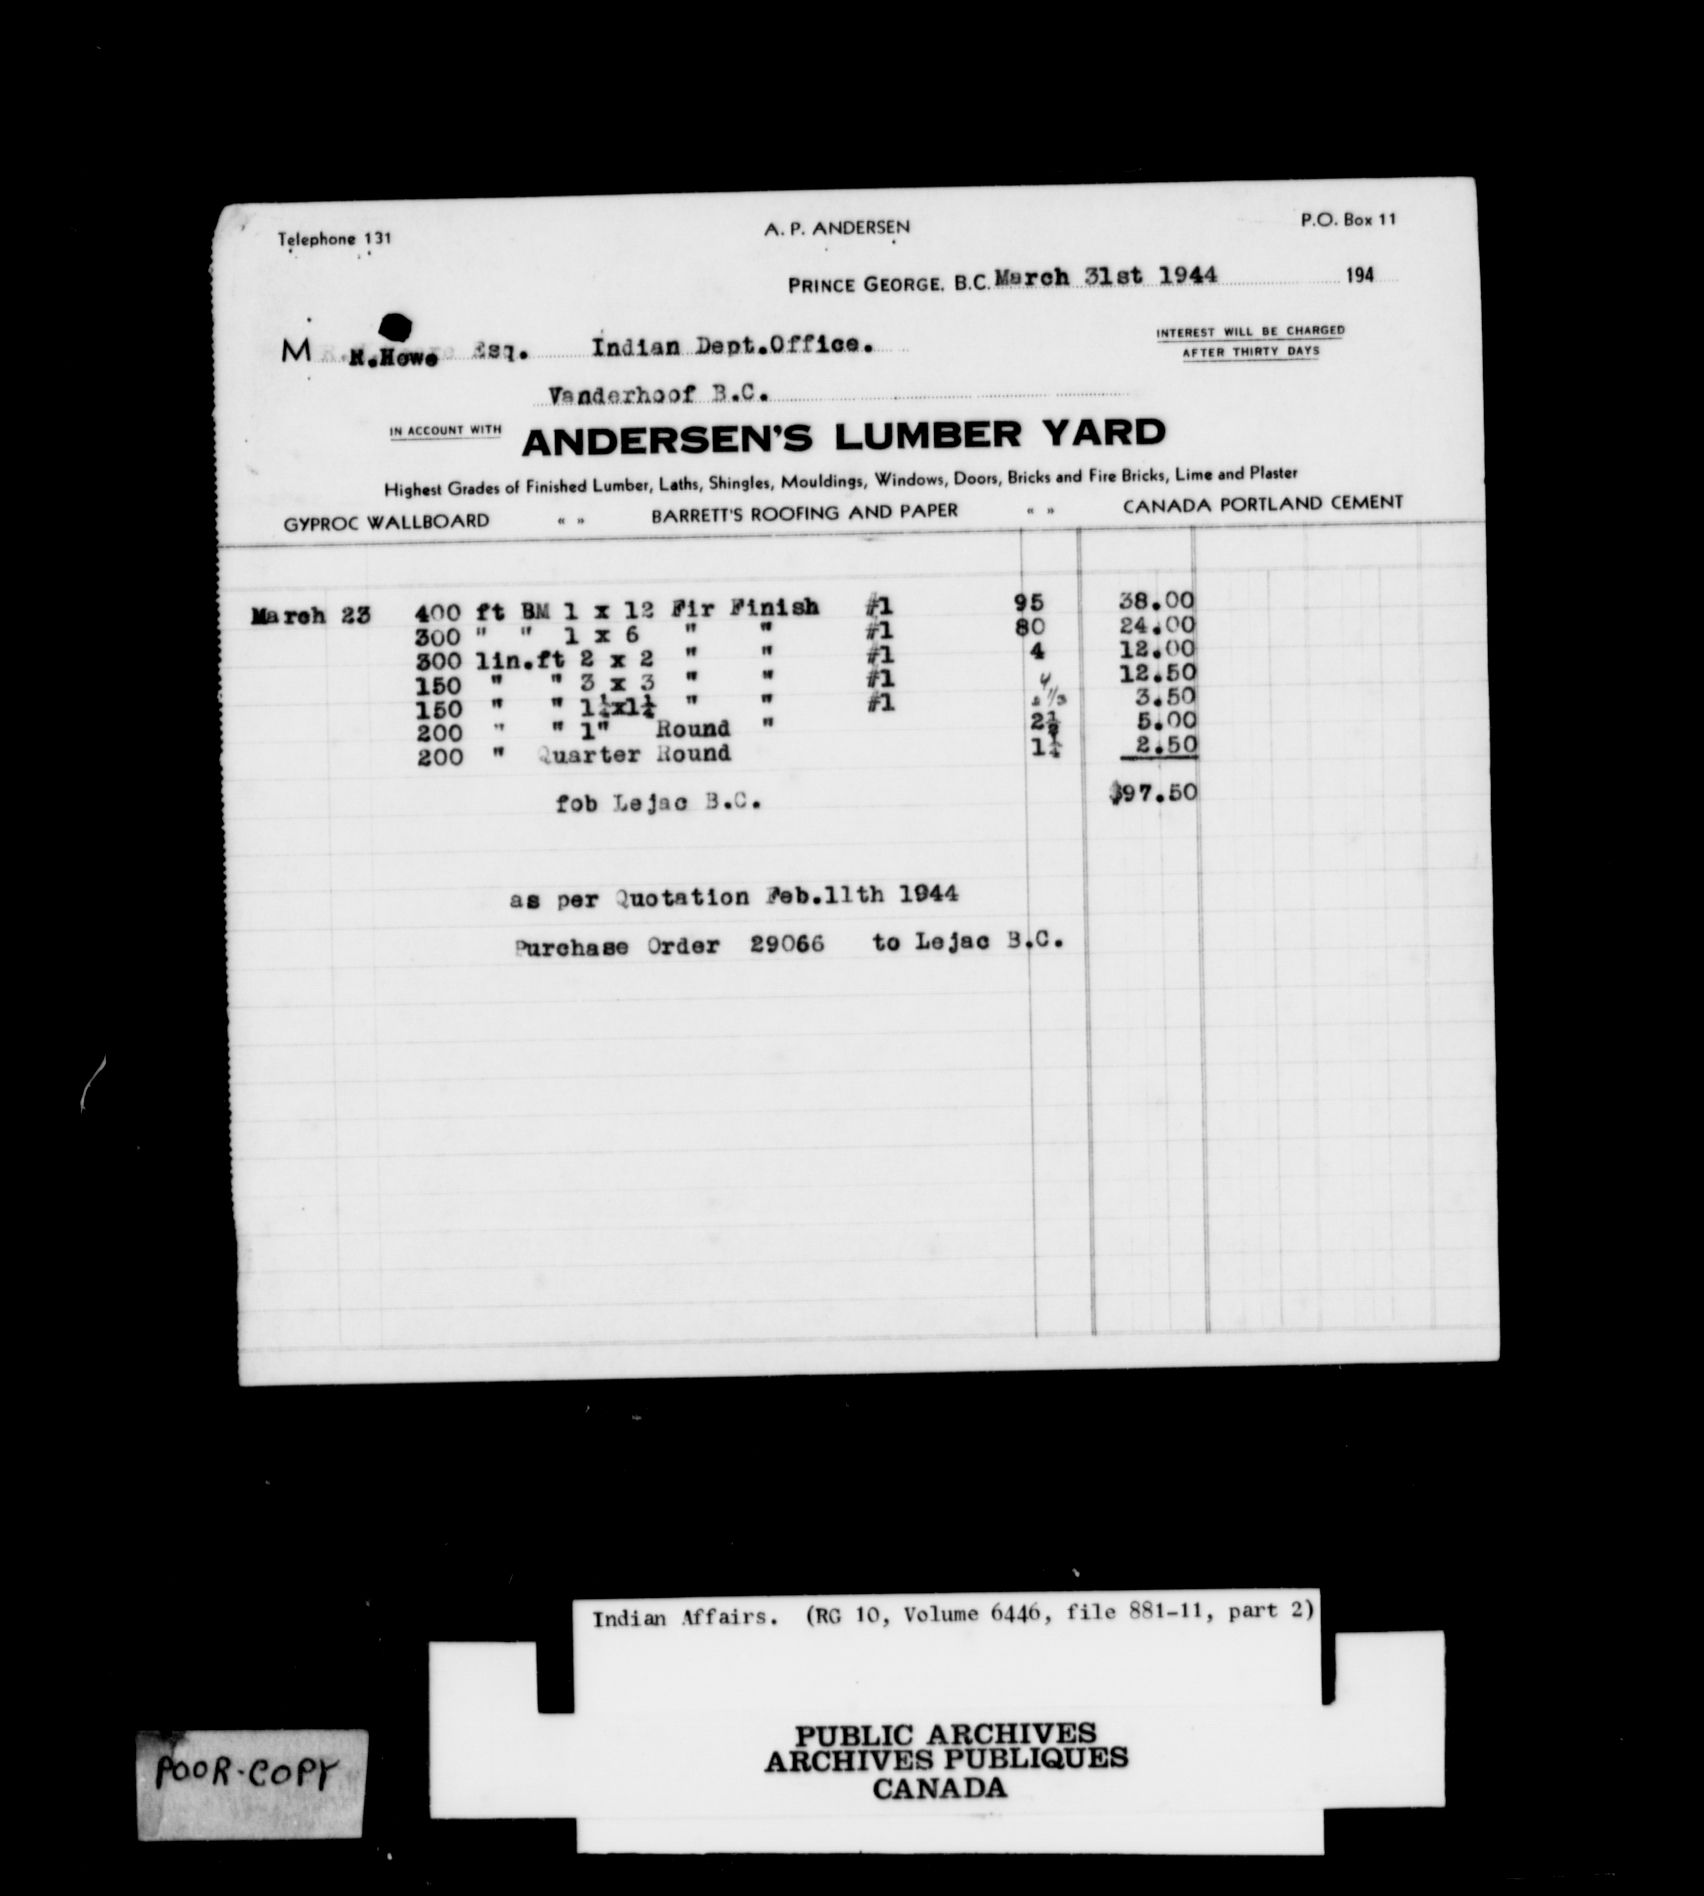 Telephone 131
A. P. ANDERSEN
P.O. Box 11
PRINCE GEORGE, B.C. March 31st 1944 194
M R.Howe Esq. Indian Dept.Office.
INTEREST WILL BE CHARGED
AFTER THIRTY DAYS
Vanderhoof B.C.
IN ACCOUNT WITH ANDERSEN'S LUMBER YARD
Highest Grades of Finished Lumber, Laths, Shingles, Mouldings, Windows, Doors, Bricks and Fire Bricks, Lime and Plaster
GYPROC WALLBOARD " " BARRETT'S ROOFING AND PAPER " " CANADA PORTLAND CEMENT
March 23 400 ft BM 1 x 12 Fir Finish #1 95 38.00
300 " " 1 x 6 " " #1 80 24.00
300 lin.ft 2 x 2 " " #1 4 12.00
150 " " 3 x 3 " " #1 12.50
150 " " 1¼x1¼ " " #1 3.50
200 " " 1" Round " 2½ 5.00
200 " Quarter Round 1¼ 2.50
fob Lejac B.C. $97.50
as per Quotation Feb.11th 1944
Purchase Order 29066 to Lejac B.C.
Indian Affairs. (RG 10, Volume 6446, file 881-11, part 2)
PUBLIC ARCHIVES
ARCHIVES PUBLIQUES
CANADA
POOR-COPY